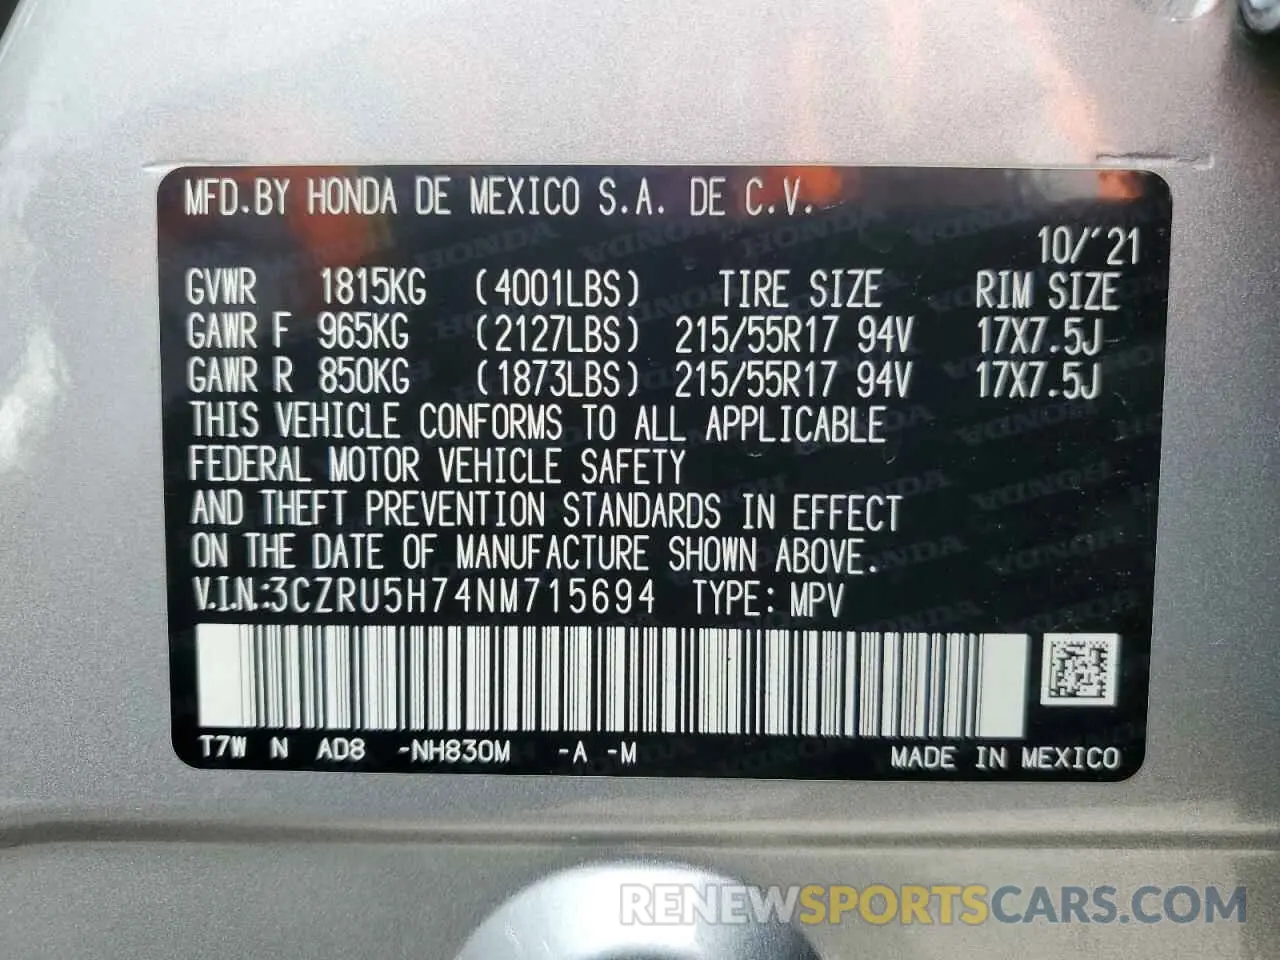 MFD.BY HONDA DE MEXICO S.A. DE C.V.
10/'21
GVWR 1815KG (4001LBS) TIRE SIZE RIM SIZE
GAWR F 965KG (2127LBS) 215/55R17 94V 17X7.5J
GAWR R 850KG (1873LBS) 215/55R17 94V 17X7.5J
THIS VEHICLE CONFORMS TO ALL APPLICABLE
FEDERAL MOTOR VEHICLE SAFETY
AND THEFT PREVENTION STANDARDS IN EFFECT
ON THE DATE OF MANUFACTURE SHOWN ABOVE.
V.I.N.:3CZRU5H74NM715694 TYPE: MPV
T7W N AD8 -NH830M -A -M
MADE IN MEXICO
RENEWSPORTSCARS.COM